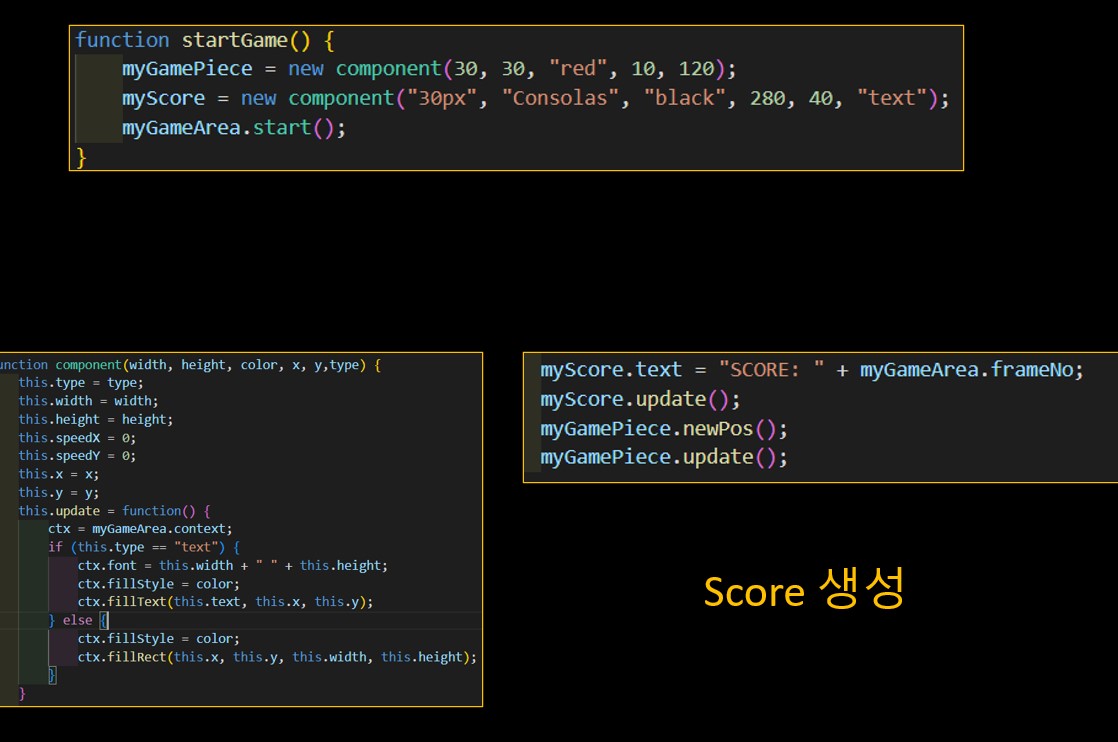 function startGame() {
myGamePiece = new component(30, 30, "red", 10, 120);
myScore = new component("30px", "Consolas", "black", 280, 40, "text");
myGameArea.start();
}
unction component(width, height, color, x, y,type) {
this.type = type;
this.width = width;
this.height = height;
this.speedX = 0;
this.speedY = 0;
this.x = x;
this.y = y;
this.update = function() {
ctx = myGameArea.context;
if (this.type == "text") {
ctx.font = this.width + " " + this.height;
ctx.fillStyle = color;
ctx.fillText(this.text, this.x, this.y);
} else {
ctx.fillStyle = color;
ctx.fillRect(this.x, this.y, this.width, this.height);
}
}
myScore.text = "SCORE: " + myGameArea.frameNo;
myScore.update();
myGamePiece.newPos();
myGamePiece.update();
Score 생성